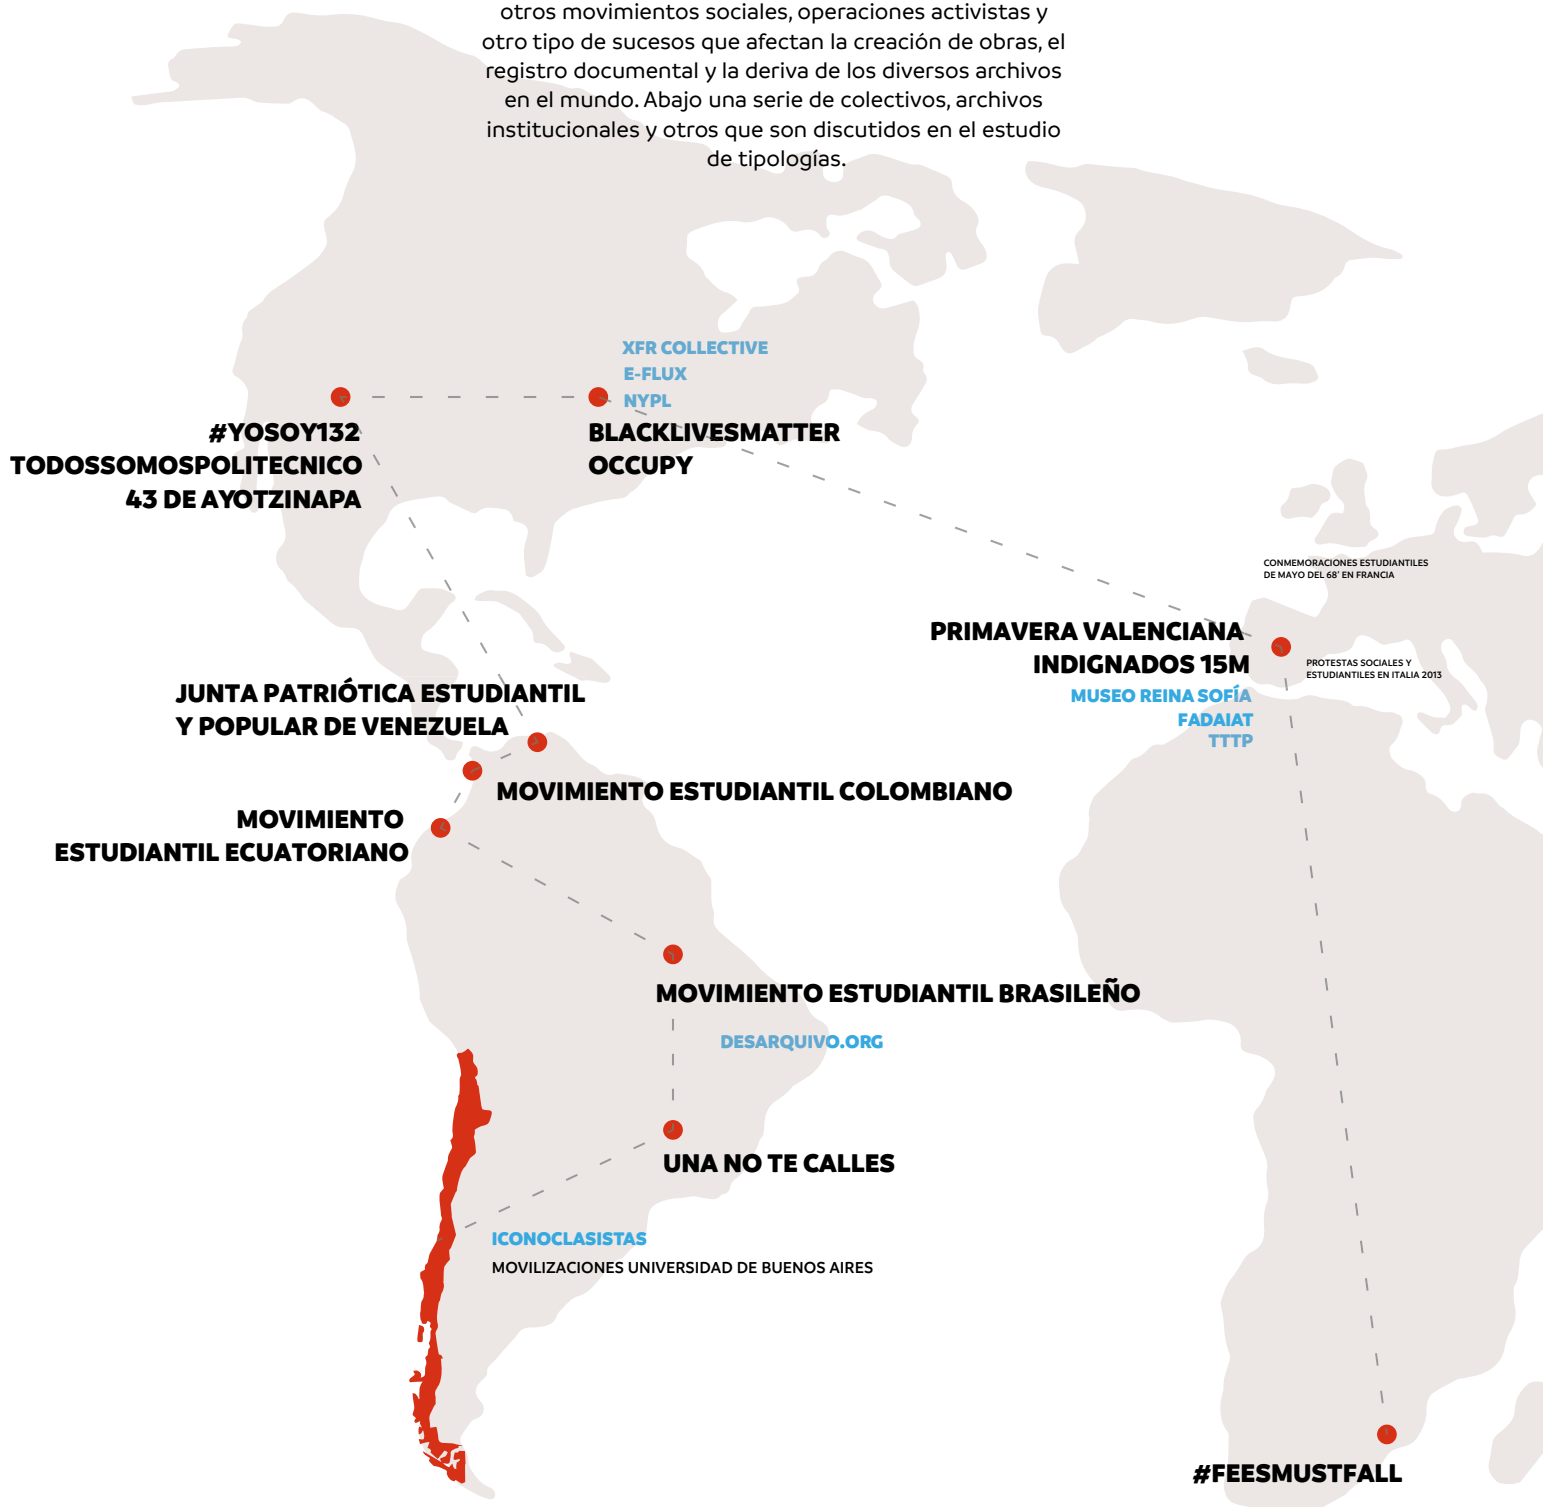 otros movimientos sociales, operaciones activistas y
otro tipo de sucesos que afectan la creación de obras, el
registro documental y la deriva de los diversos archivos
en el mundo. Abajo una serie de colectivos, archivos
institucionales y otros que son discutidos en el estudio
de tipologías.
XFR COLLECTIVE
E-FLUX
NYPL
#YOSOY132
TODOSSOMOSPOLITECNICO
43 DE AYOTZINAPA
BLACKLIVESMATTER
OCCUPY
CONMEMORACIONES ESTUDIANTILES
DE MAYO DEL 68' EN FRANCIA
PRIMAVERA VALENCIANA
INDIGNADOS 15M
MUSEO REINA SOFÍA
FADAIAT
TTTP
PROTESTAS SOCIALES Y
ESTUDIANTILES EN ITALIA 2013
JUNTA PATRIÓTICA ESTUDIANTIL
Y POPULAR DE VENEZUELA
MOVIMIENTO ESTUDIANTIL COLOMBIANO
MOVIMIENTO
ESTUDIANTIL ECUATORIANO
MOVIMIENTO ESTUDIANTIL BRASILEÑO
DESARQUIVO.ORG
UNA NO TE CALLES
ICONOCLASISTAS
MOVILIZACIONES UNIVERSIDAD DE BUENOS AIRES
#FEESMUSTFALL